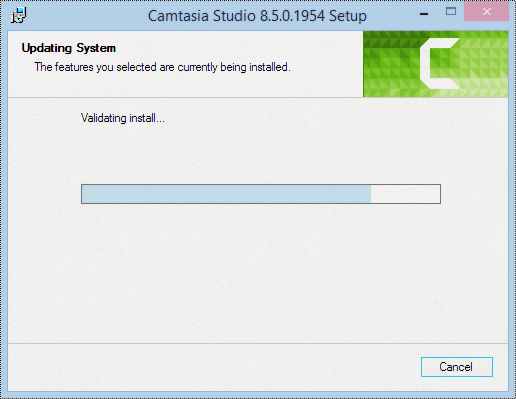 Camtasia Studio 8.5.0.1954 Setup
Updating System
The features you selected are currently being installed.
Validating install...
Cancel